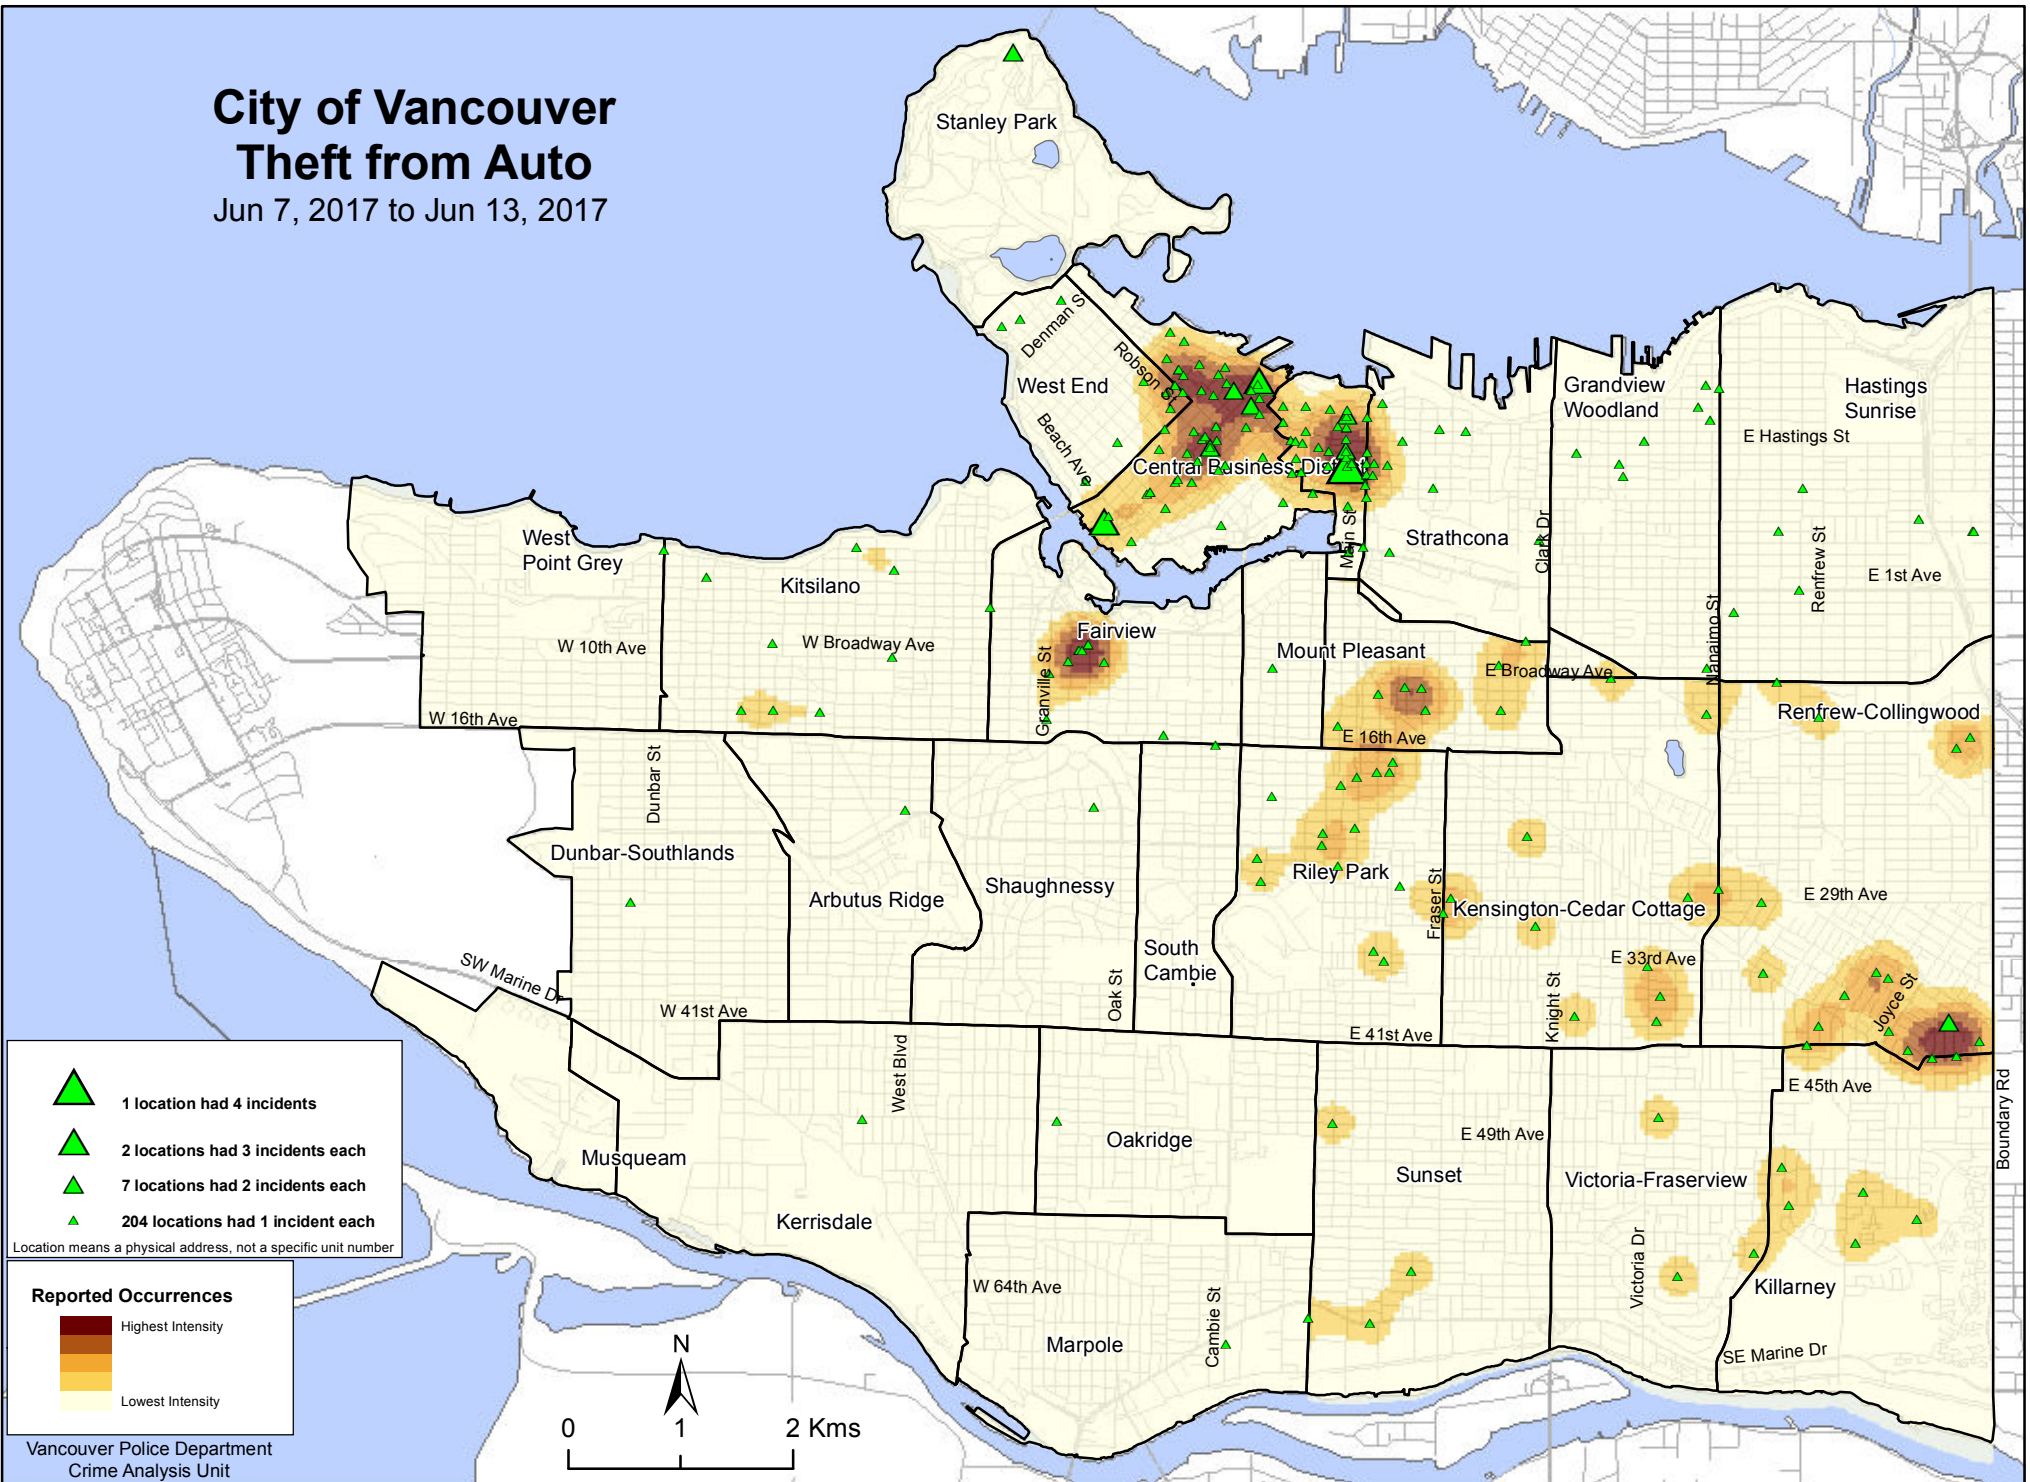 City of Vancouver
Theft from Auto
Jun 7, 2017 to Jun 13, 2017
Stanley Park
Denman S
Robson St
West End
Beach Ave
Central Business District
Grandview
Woodland
Hastings
Sunrise
E Hastings St
West
Point Grey
Kitsilano
Strathcona
Main St
Clark Dr
Renfrew St
E 1st Ave
Nanaimo St
Fairview
W 10th Ave
W Broadway Ave
Granville St
Mount Pleasant
E Broadway Ave
W 16th Ave
E 16th Ave
Renfrew-Collingwood
Dunbar St
Dunbar-Southlands
Arbutus Ridge
Shaughnessy
Riley Park
Fraser St
Kensington-Cedar Cottage
E 29th Ave
South
Cambie
SW Marine Dr
Oak St
E 33rd Ave
Knight St
Joyce St
W 41st Ave
E 41st Ave
West Blvd
E 45th Ave
Boundary Rd
1 location had 4 incidents
2 locations had 3 incidents each
7 locations had 2 incidents each
204 locations had 1 incident each
Location means a physical address, not a specific unit number
Musqueam
Oakridge
E 49th Ave
Sunset
Victoria-Fraserview
Kerrisdale
Victoria Dr
Killarney
W 64th Ave
Cambie St
Marpole
SE Marine Dr
Reported Occurrences
Highest Intensity
Lowest Intensity
N
0 1 2 Kms
Vancouver Police Department
Crime Analysis Unit